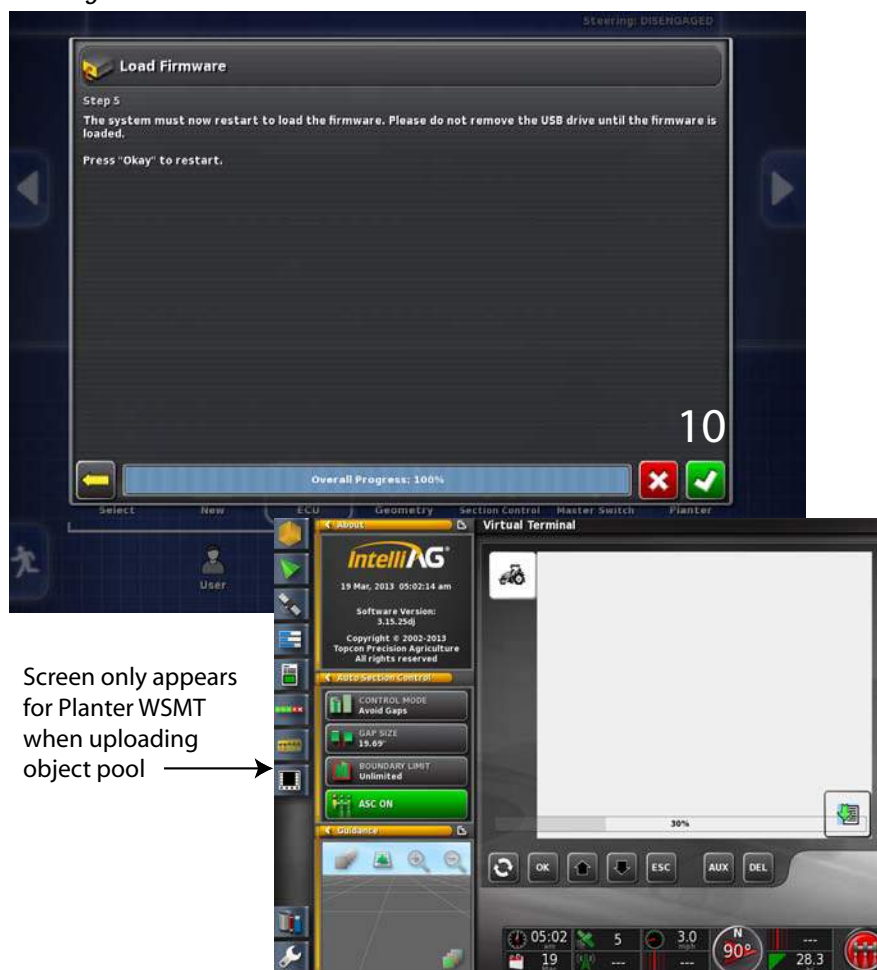 Steering: DISENGAGED
Load Firmware
Step 5
The system must now restart to load the firmware. Please do not remove the USB drive until the firmware is
loaded.
Press "Okay" to restart.
10
Overall Progress: 100%
Select New ECU Geometry Section Control Master Switch Planter
User
Screen only appears
for Planter WSMT
when uploading
object pool
About
IntelliAG
19 Mar, 2013 05:02:14 am
Software Version:
3.15.25dj
Copyright © 2002-2013
Topcon Precision Agriculture
All rights reserved
Auto Section Control
CONTROL MODE
Avoid Gaps
GAP SIZE
19.69"
BOUNDARY LIMIT
Unlimited
ASC ON
Guidance
Virtual Terminal
30%
OK ESC AUX DEL
05:02 am 5 3.0 mph N 90° ---
19 --- --- 28.3